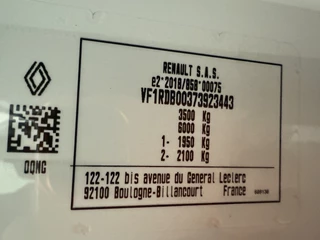 RENAULT S.A.S.
e2*2018/858*00075
VF1RDB00373923443
3500 Kg
6000 Kg
1- 1950 Kg
2- 2100 Kg
QQNG
122-122 bis avenue du General Leclerc
92100 Boulogne-Billancourt France